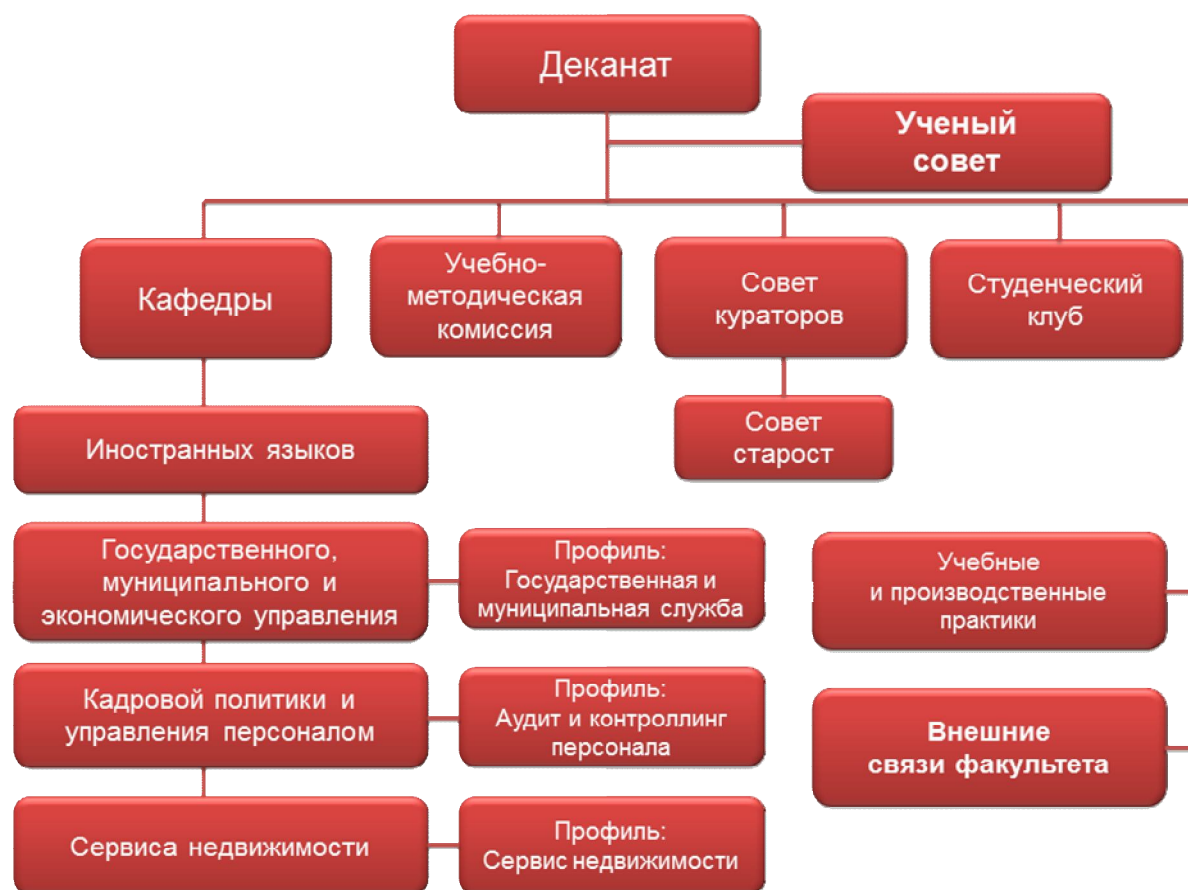 Деканат
Ученый
совет
Кафедры
Учебно-
методическая
комиссия
Совет
кураторов
Студенческий
клуб
Совет
старост
Иностранных языков
Государственного,
муниципального и
экономического управления
Профиль:
Государственная и
муниципальная служба
Учебные
и производственные
практики
Кадровой политики и
управления персоналом
Профиль:
Аудит и контроллинг
персонала
Внешние
связи факультета
Сервиса недвижимости
Профиль:
Сервис недвижимости